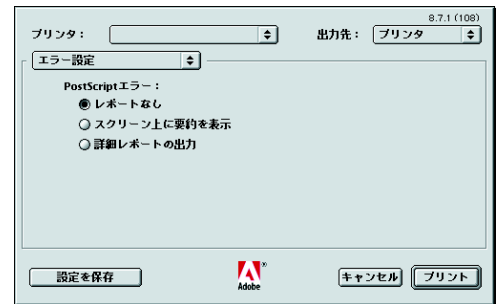 8.7.1 (108)
プリンタ： 出力先： プリンタ
エラー設定
PostScriptエラー：
レポートなし
スクリーン上に要約を表示
詳細レポートの出力
設定を保存 Adobe ® キャンセル プリント